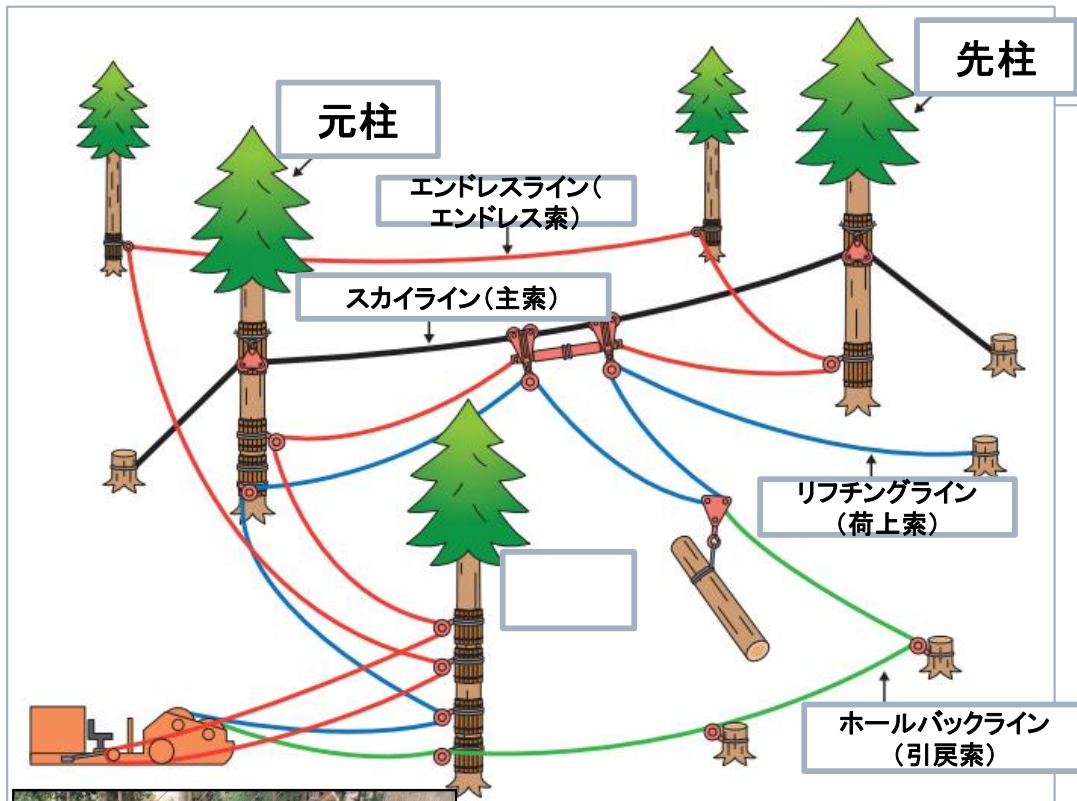 先柱
元柱
エンドレスライン(
エンドレス索)
スカイライン(主索)
リフチングライン
(荷上索)
ホールバックライン
(引戻索)